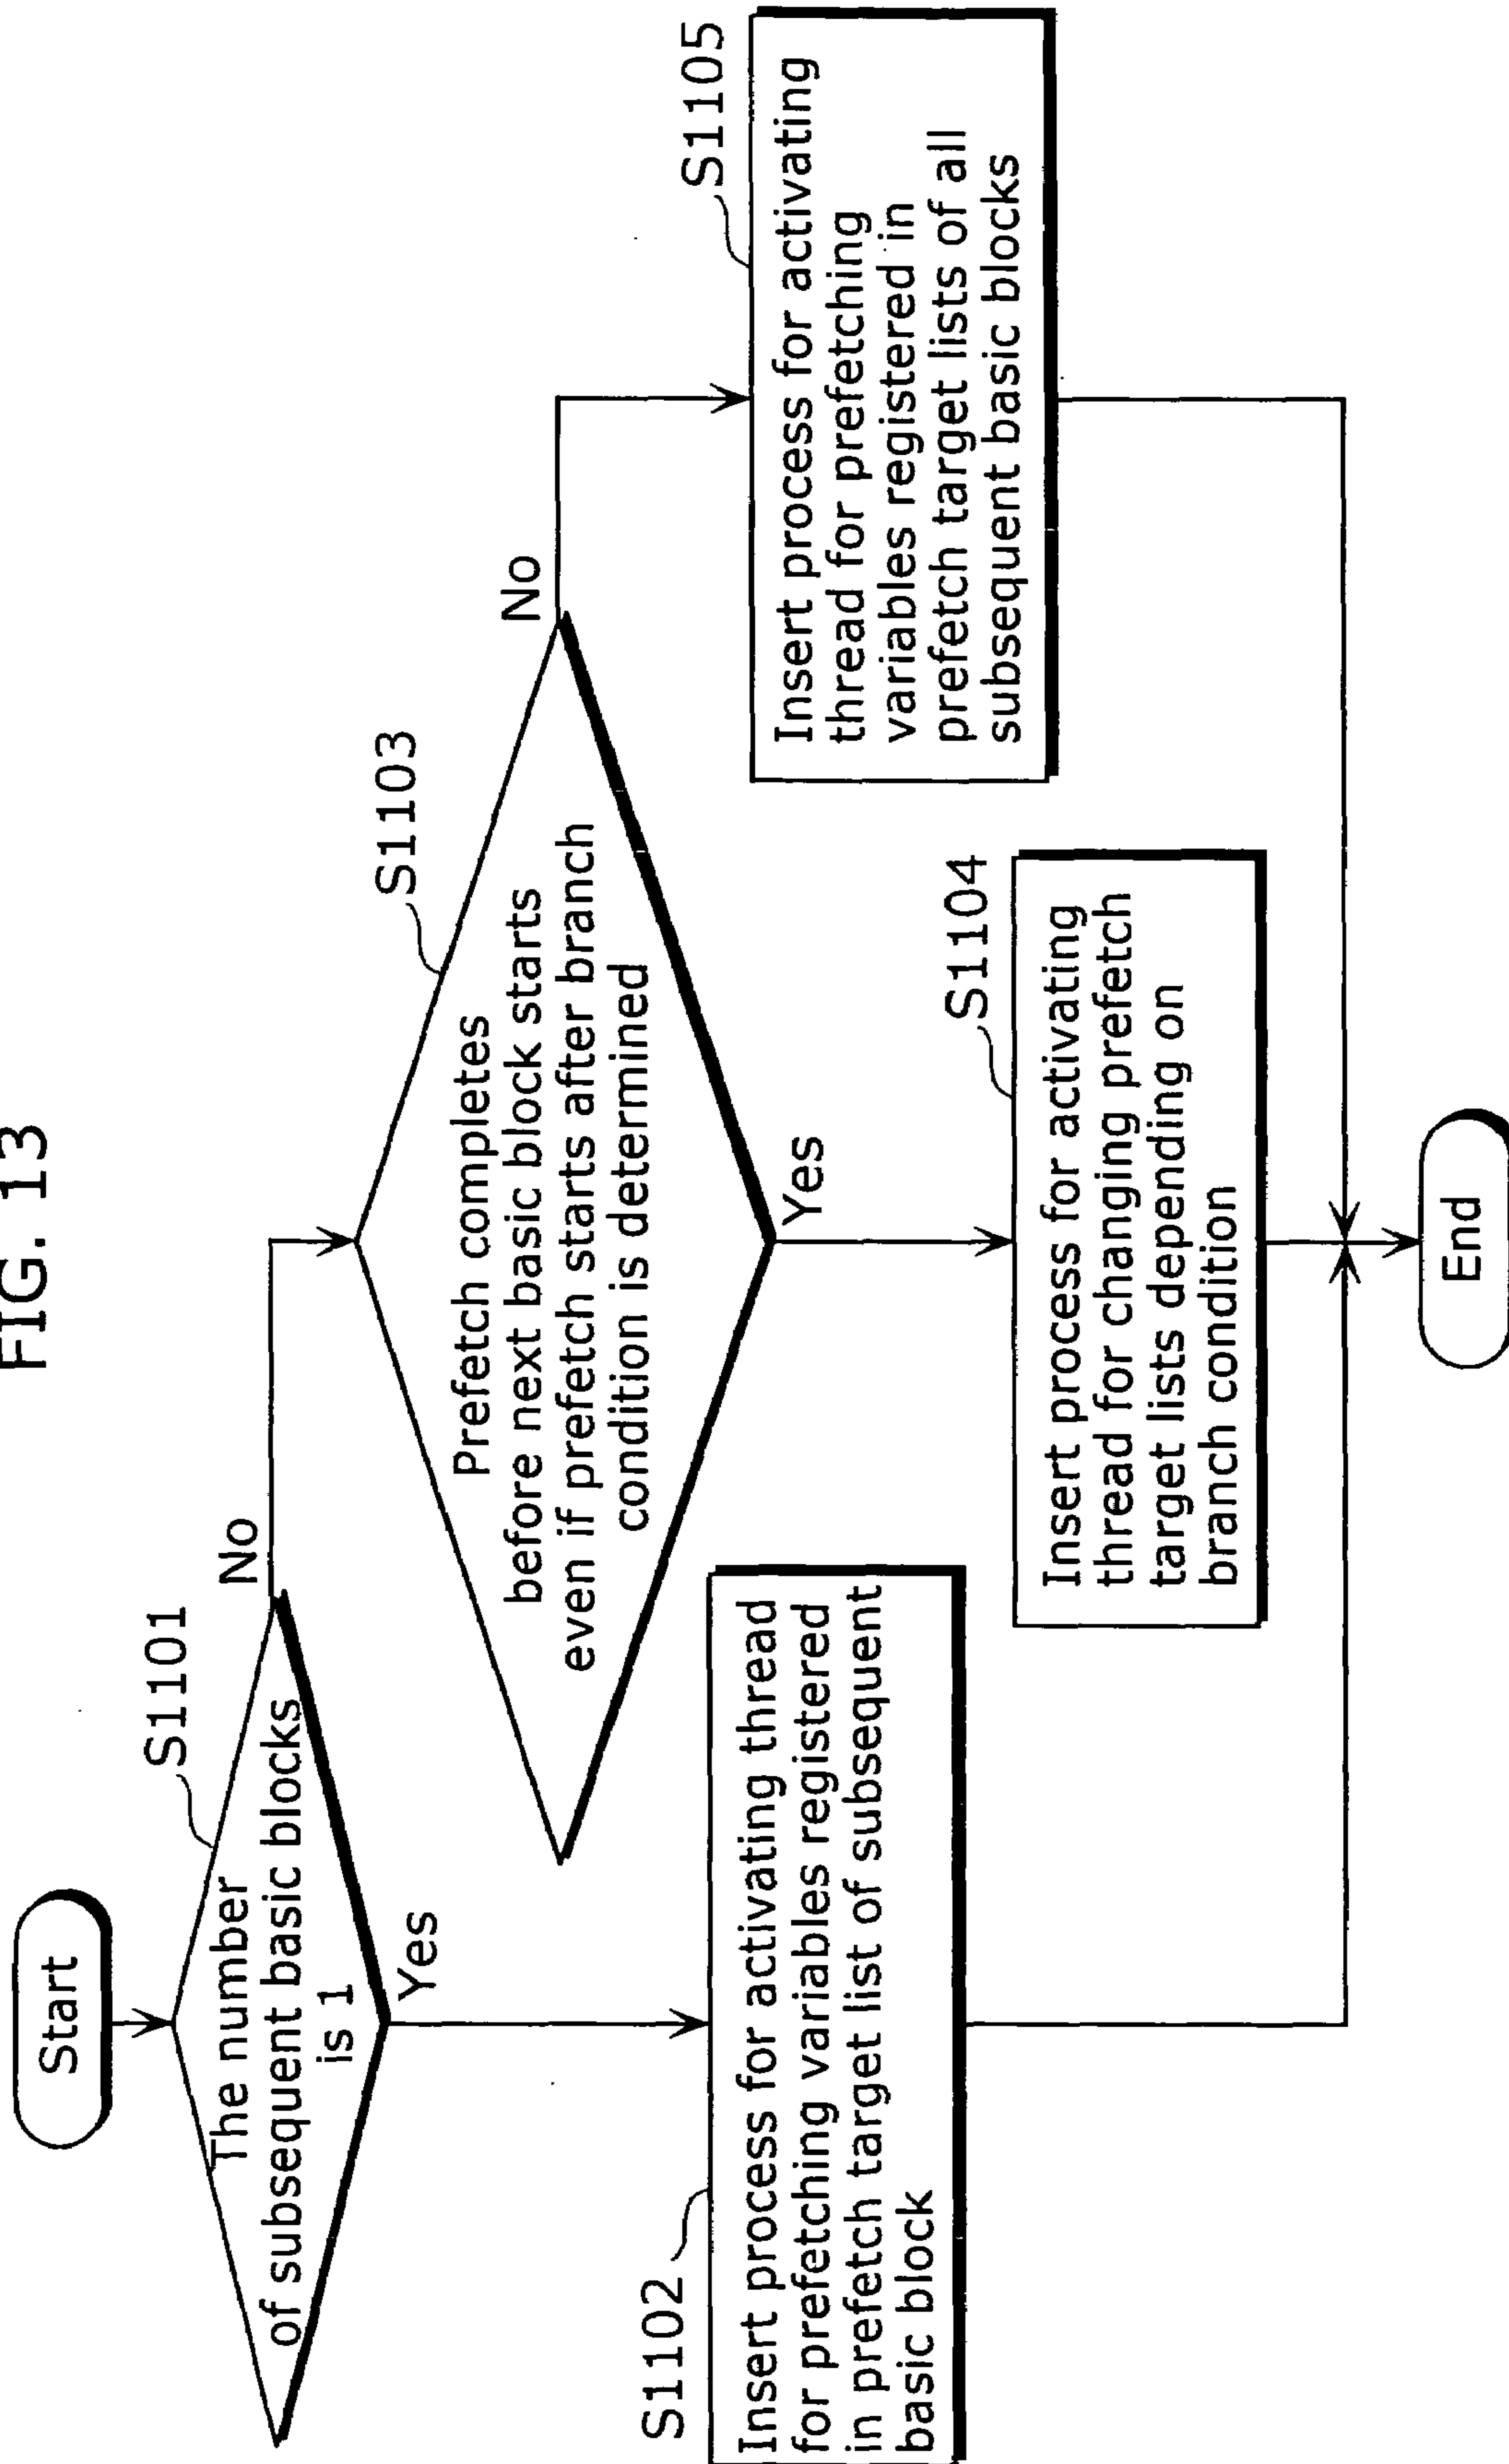 FIG. 13
Start
S1101
The number
of subsequent basic blocks
is 1
No
Yes
S1103
Prefetch completes
before next basic block starts
even if prefetch starts after branch
condition is determined
No
Yes
S1102
Insert process for activating thread
for prefetching variables registered
in prefetch target list of subsequent
basic block
S1104
Insert process for activating
thread for changing prefetch
target lists depending on
branch condition
S1105
Insert process for activating
thread for prefetching
variables registered in
prefetch target lists of all
subsequent basic blocks
End